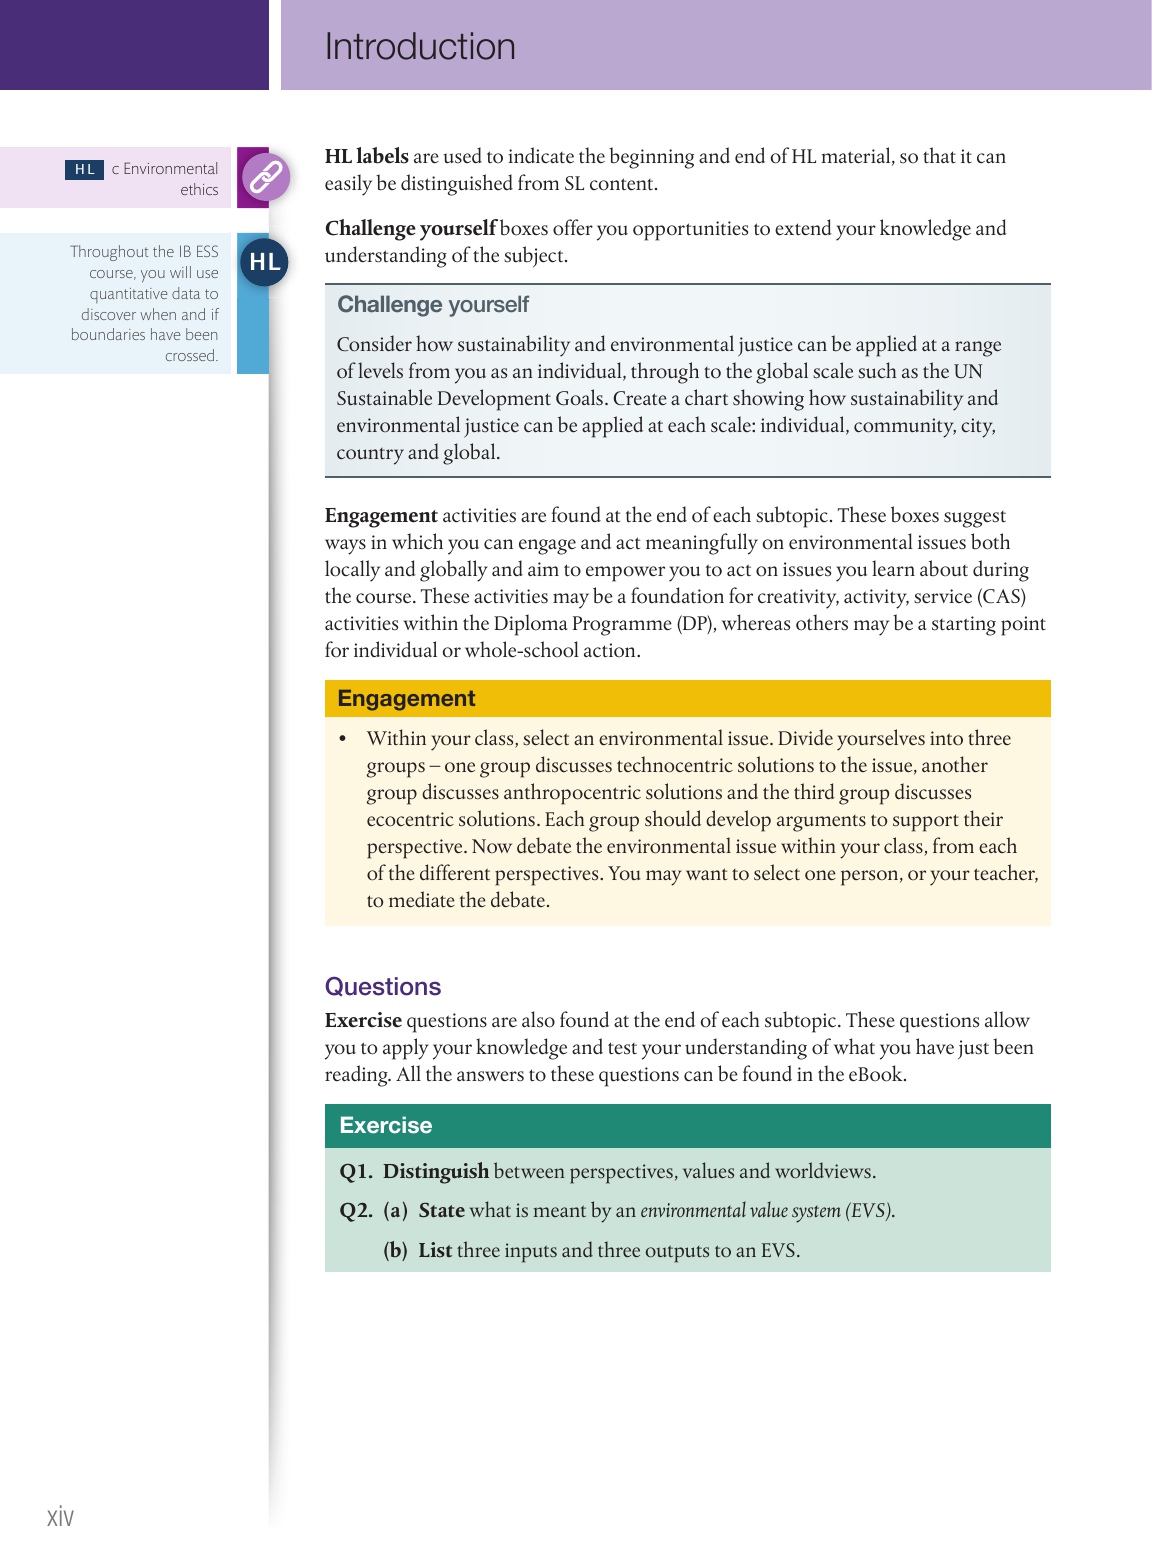 Introduction
HL c Environmental
ethics
HL
Throughout the IB ESS
course, you will use
quantitative data to
discover when and if
boundaries have been
crossed.
HL labels are used to indicate the beginning and end of HL material, so that it can
easily be distinguished from SL content.
Challenge yourself boxes offer you opportunities to extend your knowledge and
understanding of the subject.
Challenge yourself
Consider how sustainability and environmental justice can be applied at a range
of levels from you as an individual, through to the global scale such as the UN
Sustainable Development Goals. Create a chart showing how sustainability and
environmental justice can be applied at each scale: individual, community, city,
country and global.
Engagement activities are found at the end of each subtopic. These boxes suggest
ways in which you can engage and act meaningfully on environmental issues both
locally and globally and aim to empower you to act on issues you learn about during
the course. These activities may be a foundation for creativity, activity, service (CAS)
activities within the Diploma Programme (DP), whereas others may be a starting point
for individual or whole-school action.
Engagement
• Within your class, select an environmental issue. Divide yourselves into three
groups – one group discusses technocentric solutions to the issue, another
group discusses anthropocentric solutions and the third group discusses
ecocentric solutions. Each group should develop arguments to support their
perspective. Now debate the environmental issue within your class, from each
of the different perspectives. You may want to select one person, or your teacher,
to mediate the debate.
Questions
Exercise questions are also found at the end of each subtopic. These questions allow
you to apply your knowledge and test your understanding of what you have just been
reading. All the answers to these questions can be found in the eBook.
Exercise
Q1. Distinguish between perspectives, values and worldviews.
Q2. (a) State what is meant by an environmental value system (EVS).
(b) List three inputs and three outputs to an EVS.
xiv